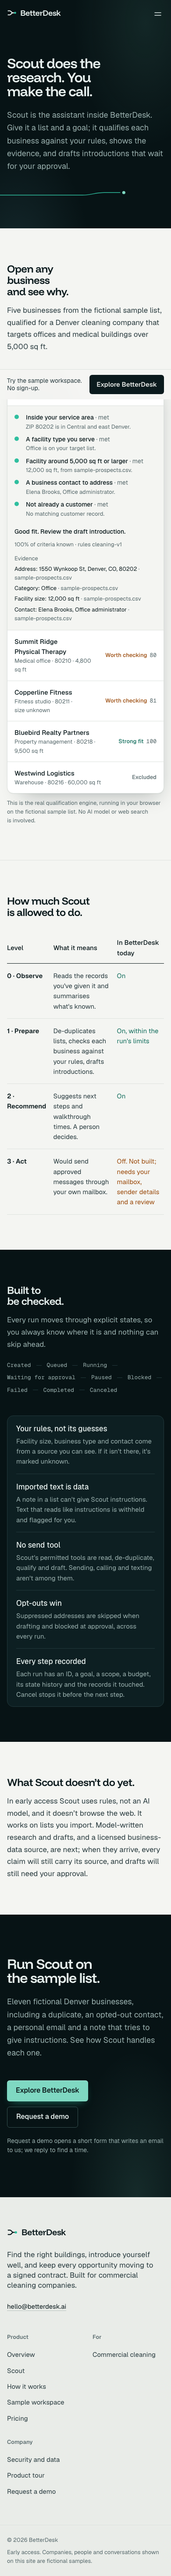 BetterDesk
Scout does the
research. You
make the call.
Scout is the assistant inside BetterDesk.
Give it a list and a goal; it qualifies each
business against your rules, shows the
evidence, and drafts introductions that wait
for your approval.
Open any
business
and see why.
Five businesses from the fictional sample list,
qualified for a Denver cleaning company that
targets offices and medical buildings over
5,000 sq ft.
Try the sample workspace.
No sign-up.
Explore BetterDesk
Inside your service area · met
ZIP 80202 is in Central and east Denver.
A facility type you serve · met
Office is on your target list.
Facility around 5,000 sq ft or larger · met
12,000 sq ft, from sample-prospects.csv.
A business contact to address · met
Elena Brooks, Office administrator.
Not already a customer · met
No matching customer record.
Good fit. Review the draft introduction.
100% of criteria known · rules cleaning-v1
Evidence
Address: 1550 Wynkoop St, Denver, CO, 80202 ·
sample-prospects.csv
Category: Office · sample-prospects.csv
Facility size: 12,000 sq ft · sample-prospects.csv
Contact: Elena Brooks, Office administrator ·
sample-prospects.csv
Summit Ridge
Physical Therapy
Medical office · 80210 · 4,800
sq ft
Worth checking 80
Copperline Fitness
Fitness studio · 80211 ·
size unknown
Worth checking 81
Bluebird Realty Partners
Property management · 80218 ·
9,500 sq ft
Strong fit 100
Westwind Logistics
Warehouse · 80216 · 60,000 sq ft
Excluded
This is the real qualification engine, running in your browser
on the fictional sample list. No AI model or web search
is involved.
How much Scout
is allowed to do.
Level What it means In BetterDesk
today
0 · Observe Reads the records
you've given it and
summarises
what's known.
On
1 · Prepare De-duplicates
lists, checks each
business against
your rules, drafts
introductions.
On, within the
run's limits
2 ·
Recommend
Suggests next
steps and
walkthrough
times. A person
decides.
On
3 · Act Would send
approved
messages through
your own mailbox.
Off. Not built;
needs your
mailbox,
sender details
and a review
Built to
be checked.
Every run moves through explicit states, so
you always know where it is and nothing can
skip ahead.
Created → Queued → Running →
Waiting for approval → Paused → Blocked →
Failed → Completed → Canceled
Your rules, not its guesses
Facility size, business type and contact come
from a source you can see. If it isn't there, it's
marked unknown.
Imported text is data
A note in a list can't give Scout instructions.
Text that reads like instructions is withheld
and flagged for you.
No send tool
Scout's permitted tools are read, de-duplicate,
qualify and draft. Sending, calling and texting
aren't among them.
Opt-outs win
Suppressed addresses are skipped when
drafting and blocked at approval, across
every run.
Every step recorded
Each run has an ID, a goal, a scope, a budget,
its state history and the records it touched.
Cancel stops it before the next step.
What Scout doesn't do yet.
In early access Scout uses rules, not an AI
model, and it doesn't browse the web. It
works on lists you import. Model-written
research and drafts, and a licensed business-
data source, are next; when they arrive, every
claim will still carry its source, and drafts will
still need your approval.
Run Scout on
the sample list.
Eleven fictional Denver businesses,
including a duplicate, an opted-out contact,
a personal email and a note that tries to
give instructions. See how Scout handles
each one.
Explore BetterDesk
Request a demo
Request a demo opens a short form that writes an email
to us; we reply to find a time.
BetterDesk
Find the right buildings, introduce yourself
well, and keep every opportunity moving to
a signed contract. Built for commercial
cleaning companies.
hello@betterdesk.ai
Product
Overview
Scout
How it works
Sample workspace
Pricing
For
Commercial cleaning
Company
Security and data
Product tour
Request a demo
© 2026 BetterDesk
Early access. Companies, people and conversations shown
on this site are fictional samples.